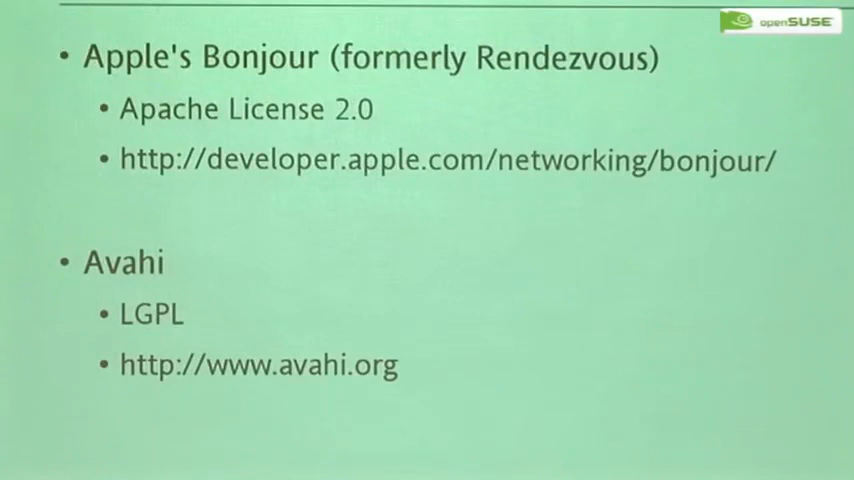 openSUSE
• Apple's Bonjour (formerly Rendezvous)
• Apache License 2.0
• http://developer.apple.com/networking/bonjour/
• Avahi
• LGPL
• http://www.avahi.org